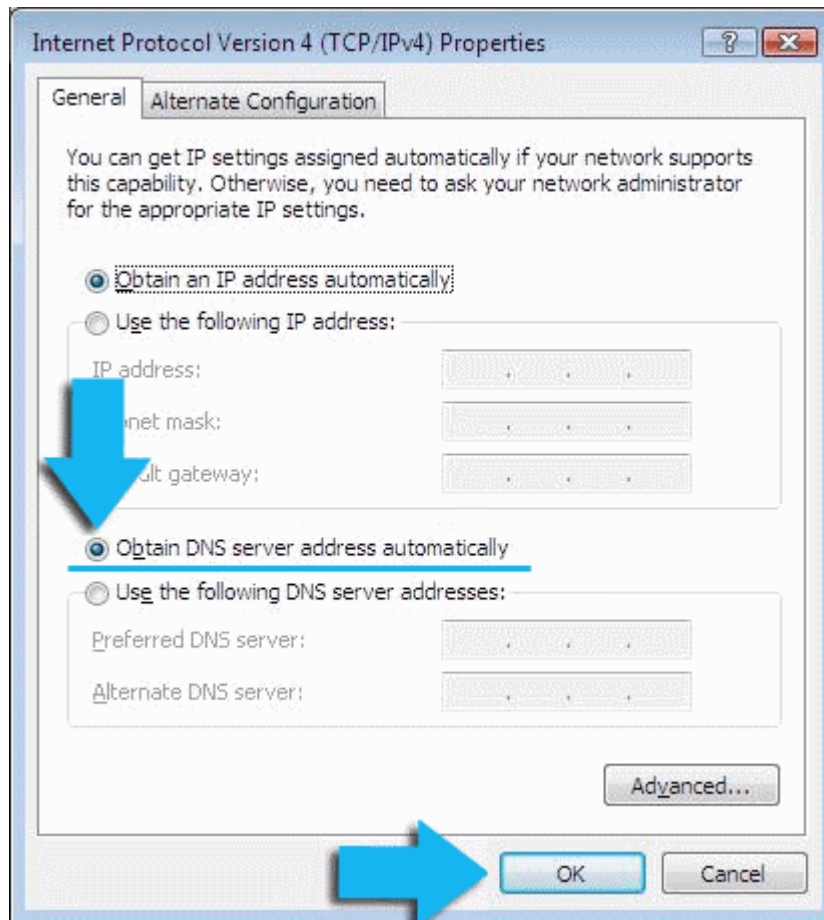 Internet Protocol Version 4 (TCP/IPv4) Properties
General
Alternate Configuration
You can get IP settings assigned automatically if your network supports
this capability. Otherwise, you need to ask your network administrator
for the appropriate IP settings.
Obtain an IP address automatically
Use the following IP address:
IP address:
mask:
gateway:
Obtain DNS server address automatically
Use the following DNS server addresses:
Preferred DNS server:
Alternate DNS server:
Advanced...
OK
Cancel